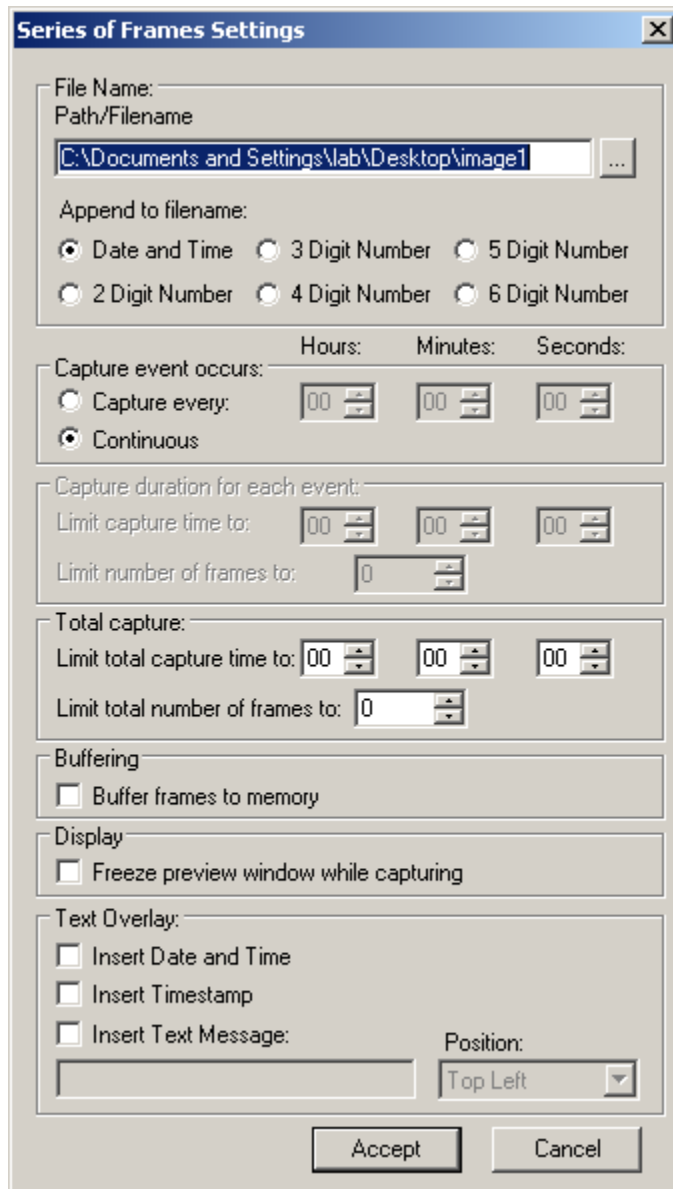 Series of Frames Settings
File Name:
Path/Filename
C:\Documents and Settings\lab\Desktop\image1
...
Append to filename:
Date and Time 3 Digit Number 5 Digit Number
2 Digit Number 4 Digit Number 6 Digit Number
Hours: Minutes: Seconds:
Capture event occurs:
Capture every: 00 00 00
Continuous
Capture duration for each event:
Limit capture time to: 00 00 00
Limit number of frames to: 0
Total capture:
Limit total capture time to: 00 00 00
Limit total number of frames to: 0
Buffering
Buffer frames to memory
Display
Freeze preview window while capturing
Text Overlay:
Insert Date and Time
Insert Timestamp
Insert Text Message:
Position:
Top Left
Accept Cancel